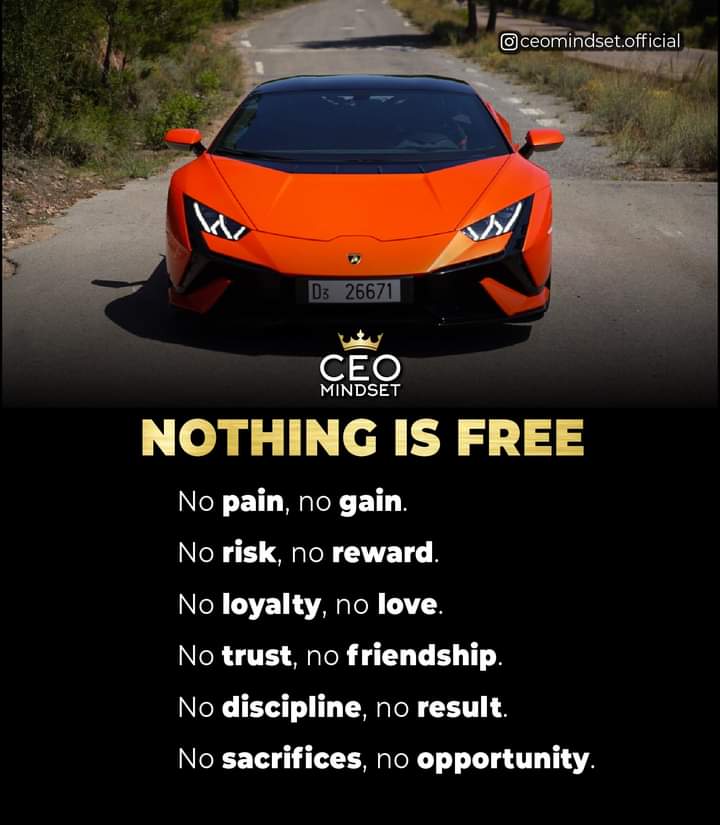 ceomindset.official
D3 26671
CEO
MINDSET
NOTHING IS FREE
No pain, no gain.
No risk, no reward.
No loyalty, no love.
No trust, no friendship.
No discipline, no result.
No sacrifices, no opportunity.